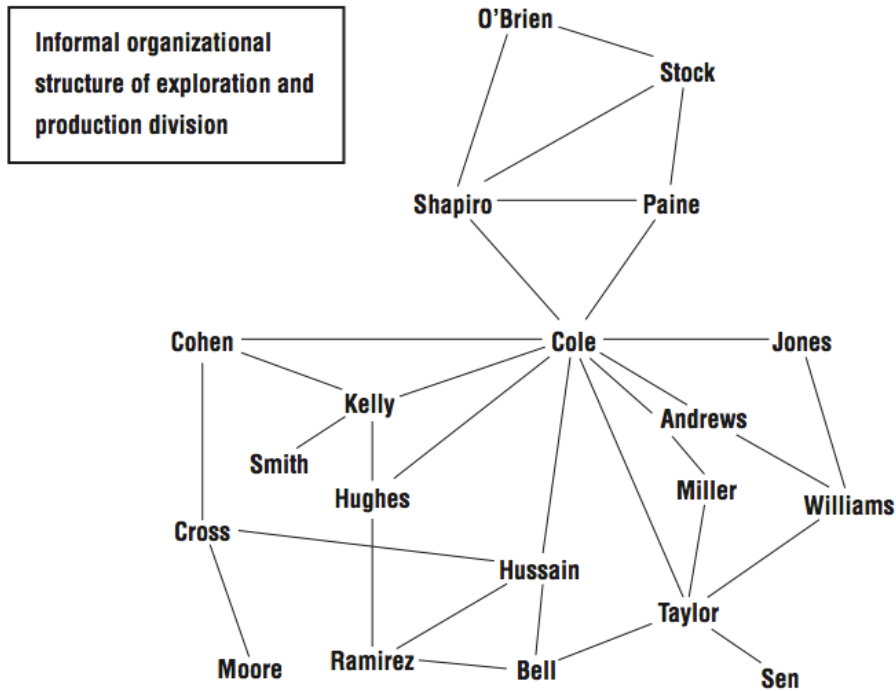 O'Brien
Informal organizational
structure of exploration and
production division
Stock
Shapiro
Paine
Cohen
Cole
Jones
Kelly
Andrews
Smith
Hughes
Miller
Williams
Cross
Hussain
Taylor
Moore
Ramirez
Bell
Sen